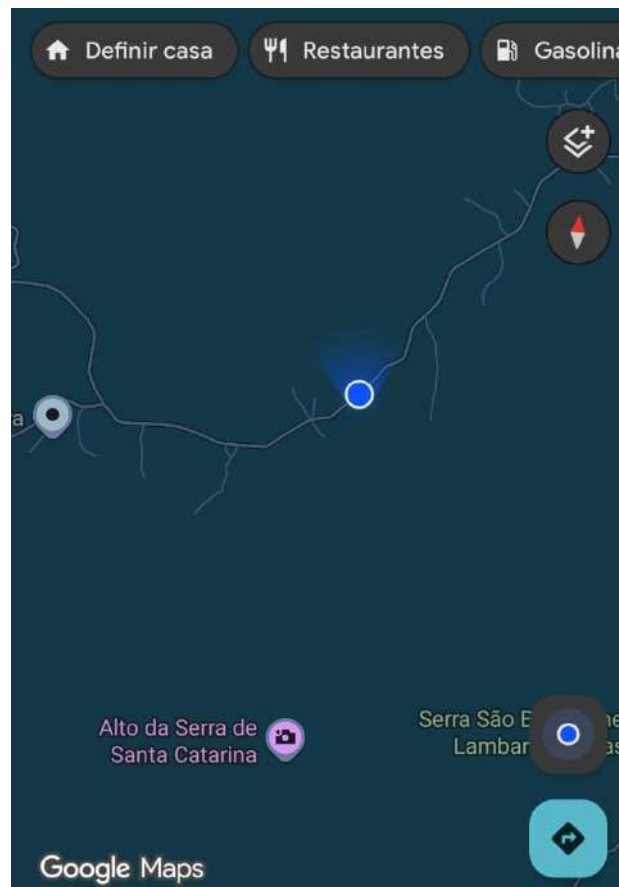 Definir casa
Restaurantes
Gasolina
a
Alto da Serra de
Santa Catarina
Serra São
Lambar
Google Maps